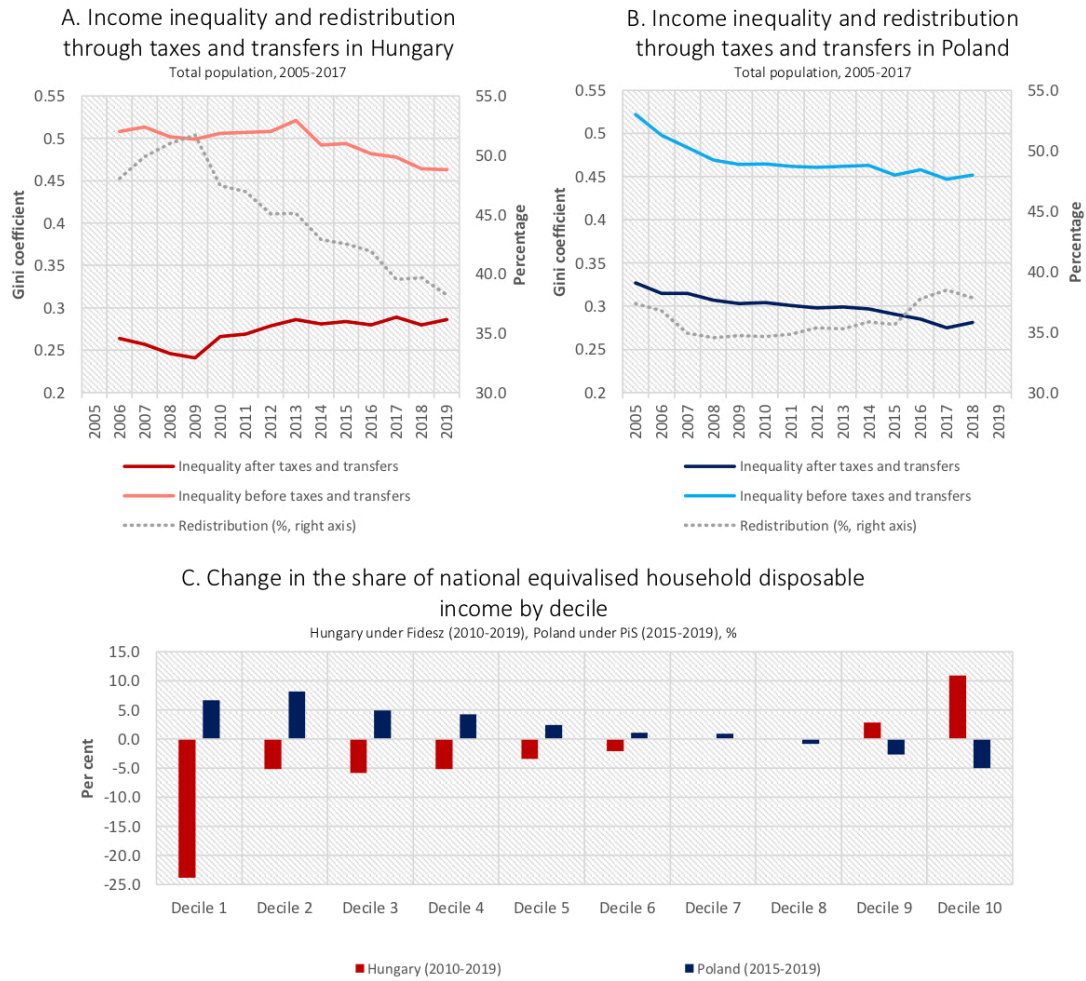 A. Income inequality and redistribution
through taxes and transfers in Hungary
Total population, 2005-2017
0.55
0.5
0.45
0.4
0.35
0.3
0.25
0.2
Gini coefficient
55.0
50.0
45.0
40.0
35.0
30.0
Percentage
2005 2006 2007 2008 2009 2010 2011 2012 2013 2014 2015 2016 2017 2018 2019
Inequality after taxes and transfers
Inequality before taxes and transfers
Redistribution (%, right axis)
B. Income inequality and redistribution
through taxes and transfers in Poland
Total population, 2005-2017
0.55
0.5
0.45
0.4
0.35
0.3
0.25
0.2
Gini coefficient
55.0
50.0
45.0
40.0
35.0
30.0
Percentage
2005 2006 2007 2008 2009 2010 2011 2012 2013 2014 2015 2016 2017 2018 2019
Inequality after taxes and transfers
Inequality before taxes and transfers
Redistribution (%, right axis)
C. Change in the share of national equivalised household disposable
income by decile
Hungary under Fidesz (2010-2019), Poland under PiS (2015-2019), %
15.0
10.0
5.0
0.0
-5.0
-10.0
-15.0
-20.0
-25.0
Per cent
Decile 1 Decile 2 Decile 3 Decile 4 Decile 5 Decile 6 Decile 7 Decile 8 Decile 9 Decile 10
Hungary (2010-2019) Poland (2015-2019)